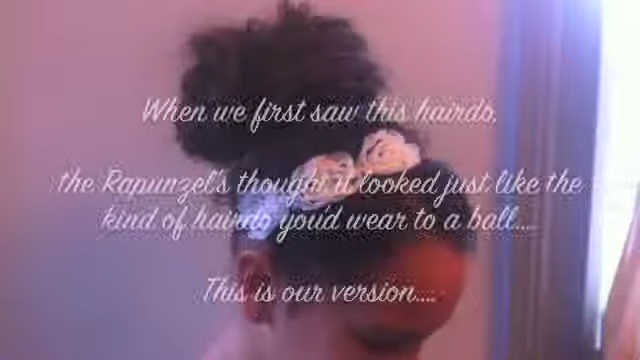 When we first saw this hairdo,
the Rapunzel's thought it looked just like the
kind of hairdo you'd wear to a ball....
This is our version....